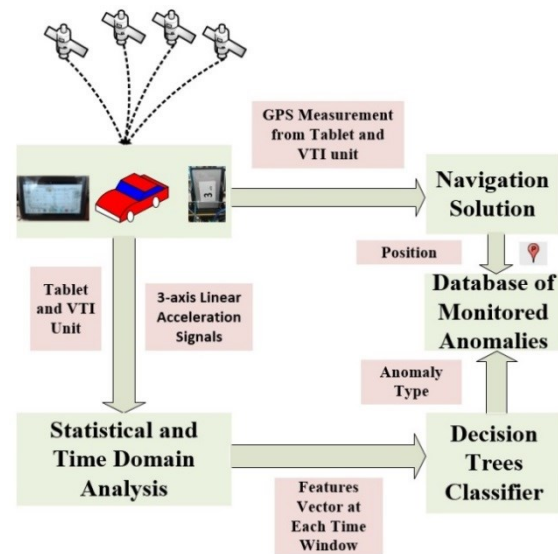 GPS Measurement
from Tablet and
VTI unit
3
Navigation
Solution
Position
Tablet
and VTI
Unit
3-axis Linear
Acceleration
Signals
Database of
Monitored
Anomalies
Anomaly
Type
Statistical and
Time Domain
Analysis
Decision
Trees
Classifier
Features
Vector at
Each Time
Window